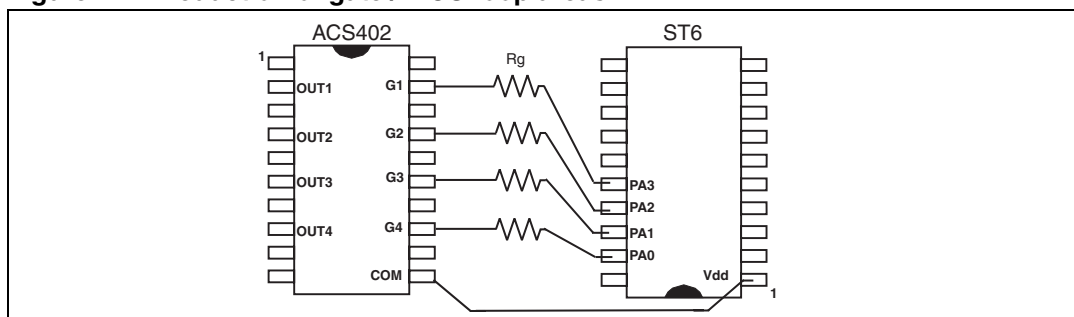 ACS402
ST6
1
Rg
OUT1
G1
OUT2
G2
OUT3
G3
PA3
PA2
OUT4
G4
PA1
PA0
COM
Vdd
1